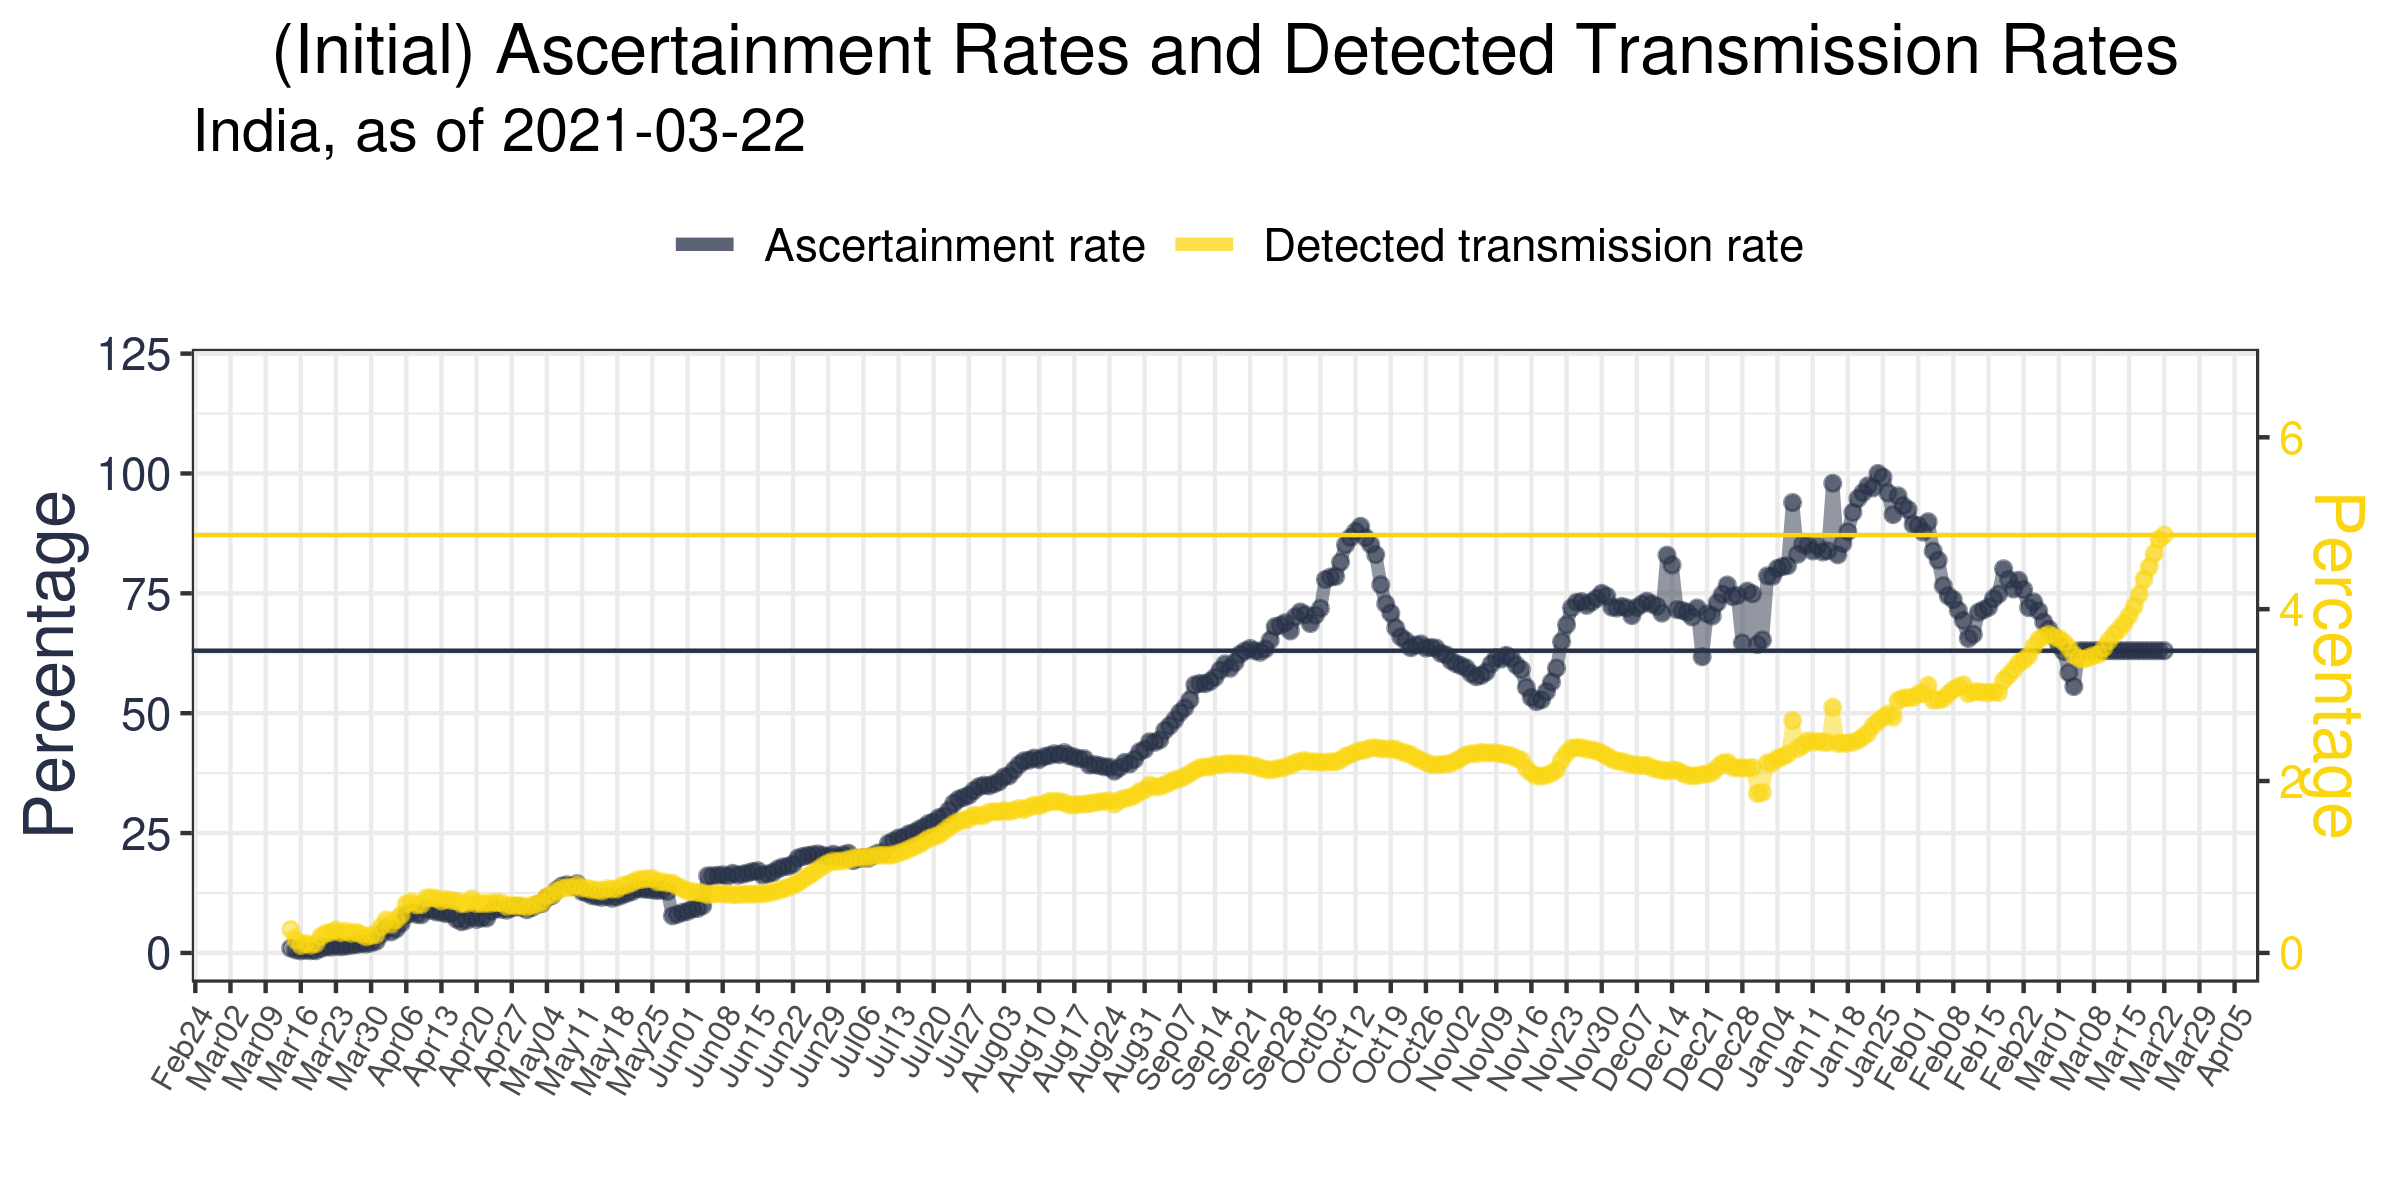 (Initial) Ascertainment Rates and Detected Transmission Rates
India, as of 2021-03-22
Ascertainment rate Detected transmission rate
Percentage
125
100
75
50
25
0
6
4
2
0
Percentage
Feb24 Mar02 Mar09 Mar16 Mar23 Mar30 Apr06 Apr13 Apr20 Apr27 May04 May11 May18 May25 Jun01 Jun08 Jun15 Jun22 Jun29 Jul06 Jul13 Jul20 Jul27 Aug03 Aug10 Aug17 Aug24 Aug31 Sep07 Sep14 Sep21 Sep28 Oct05 Oct12 Oct19 Oct26 Nov02 Nov09 Nov16 Nov23 Nov30 Dec07 Dec14 Dec21 Dec28 Jan04 Jan11 Jan18 Jan25 Feb01 Feb08 Feb15 Feb22 Mar01 Mar08 Mar15 Mar22 Mar29 Apr05